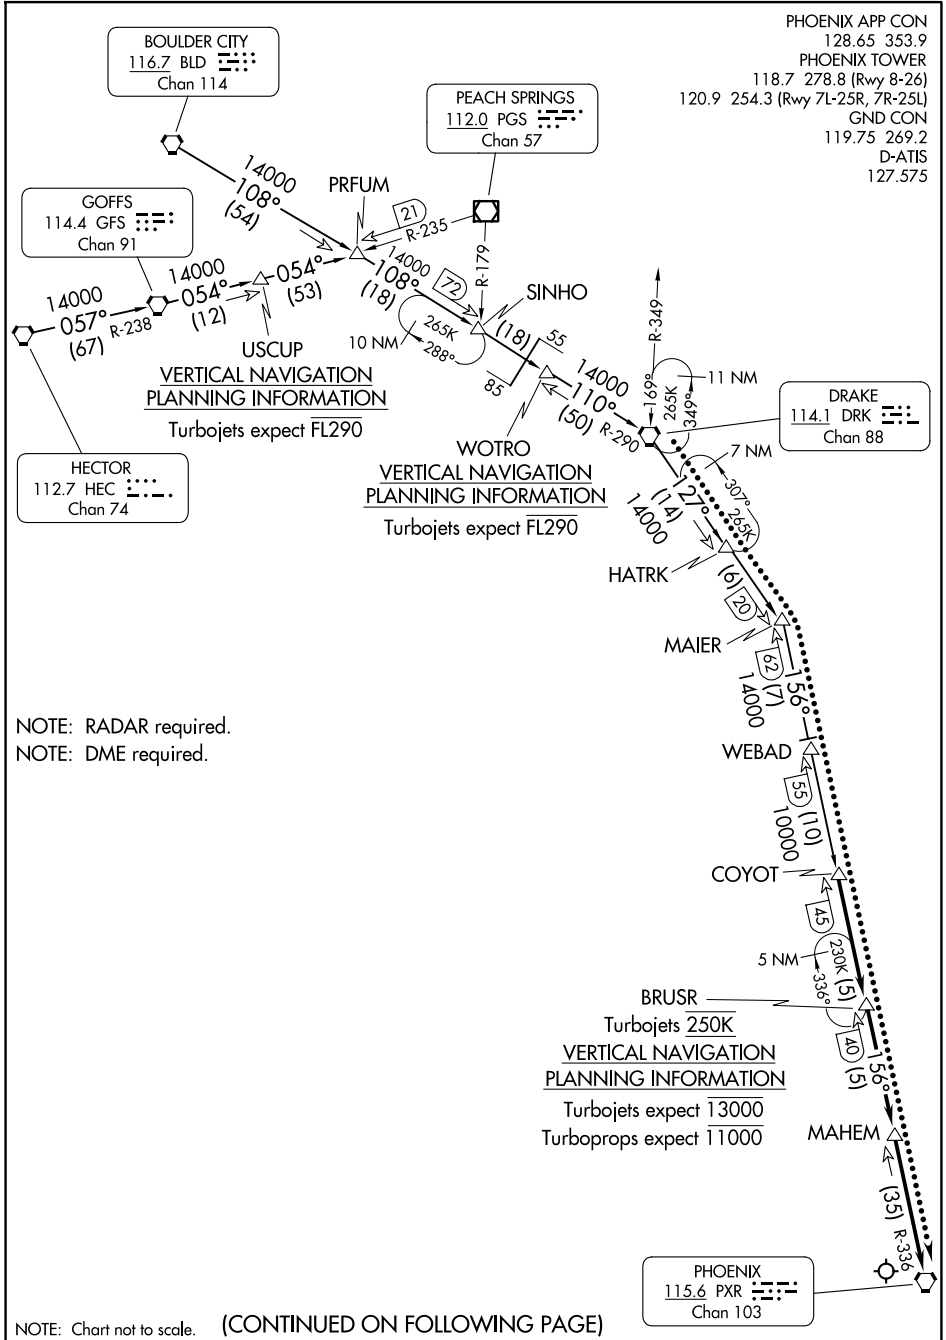 PHOENIX APP CON
128.65 353.9
PHOENIX TOWER
118.7 278.8 (Rwy 8-26)
120.9 254.3 (Rwy 7L-25R, 7R-25L)
GND CON
119.75 269.2
D-ATIS
127.575
BOULDER CITY
116.7 BLD
Chan 114
PEACH SPRINGS
112.0 PGS
Chan 57
GOFFS
114.4 GFS
Chan 91
14000
108°
(54)
PRFUM
21
R-235
R-179
14000
057°
(67)
R-238
14000
054°
(12)
054°
(53)
14000
108°
(18)
72
SINHO
10 NM
265K
288°
(18)
55
85
USCUP
VERTICAL NAVIGATION
PLANNING INFORMATION
Turbojets expect FL290
14000
110°
(50)
R-290
R-349
169°
265K
349°
11 NM
DRAKE
114.1 DRK
Chan 88
WOTRO
VERTICAL NAVIGATION
PLANNING INFORMATION
Turbojets expect FL290
HECTOR
112.7 HEC
Chan 74
7 NM
307°
265K
127°
(14)
14000
HATRK
(6)
20
MAIER
62
(7)
14000
156°
NOTE: RADAR required.
NOTE: DME required.
WEBAD
55
(10)
10000
COYOT
45
5 NM
230K
336°
(5)
BRUSR
Turbojets 250K
VERTICAL NAVIGATION
PLANNING INFORMATION
Turbojets expect 13000
Turboprops expect 11000
40
(5)
156°
MAHEM
(35)
R-336
PHOENIX
115.6 PXR
Chan 103
NOTE: Chart not to scale.
(CONTINUED ON FOLLOWING PAGE)